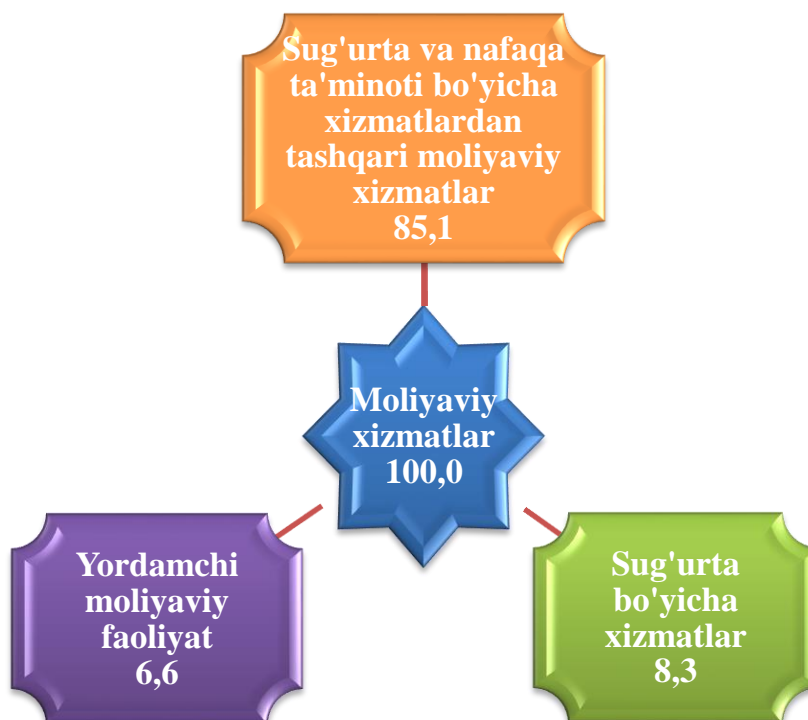 Sug'urta va nafaqa
ta'minoti bo'yicha
xizmatlardan
tashqari moliyaviy
xizmatlar
85,1
Moliyaviy
xizmatlar
100,0
Yordamchi
moliyaviy
faoliyat
6,6
Sug'urta
bo'yicha
xizmatlar
8,3